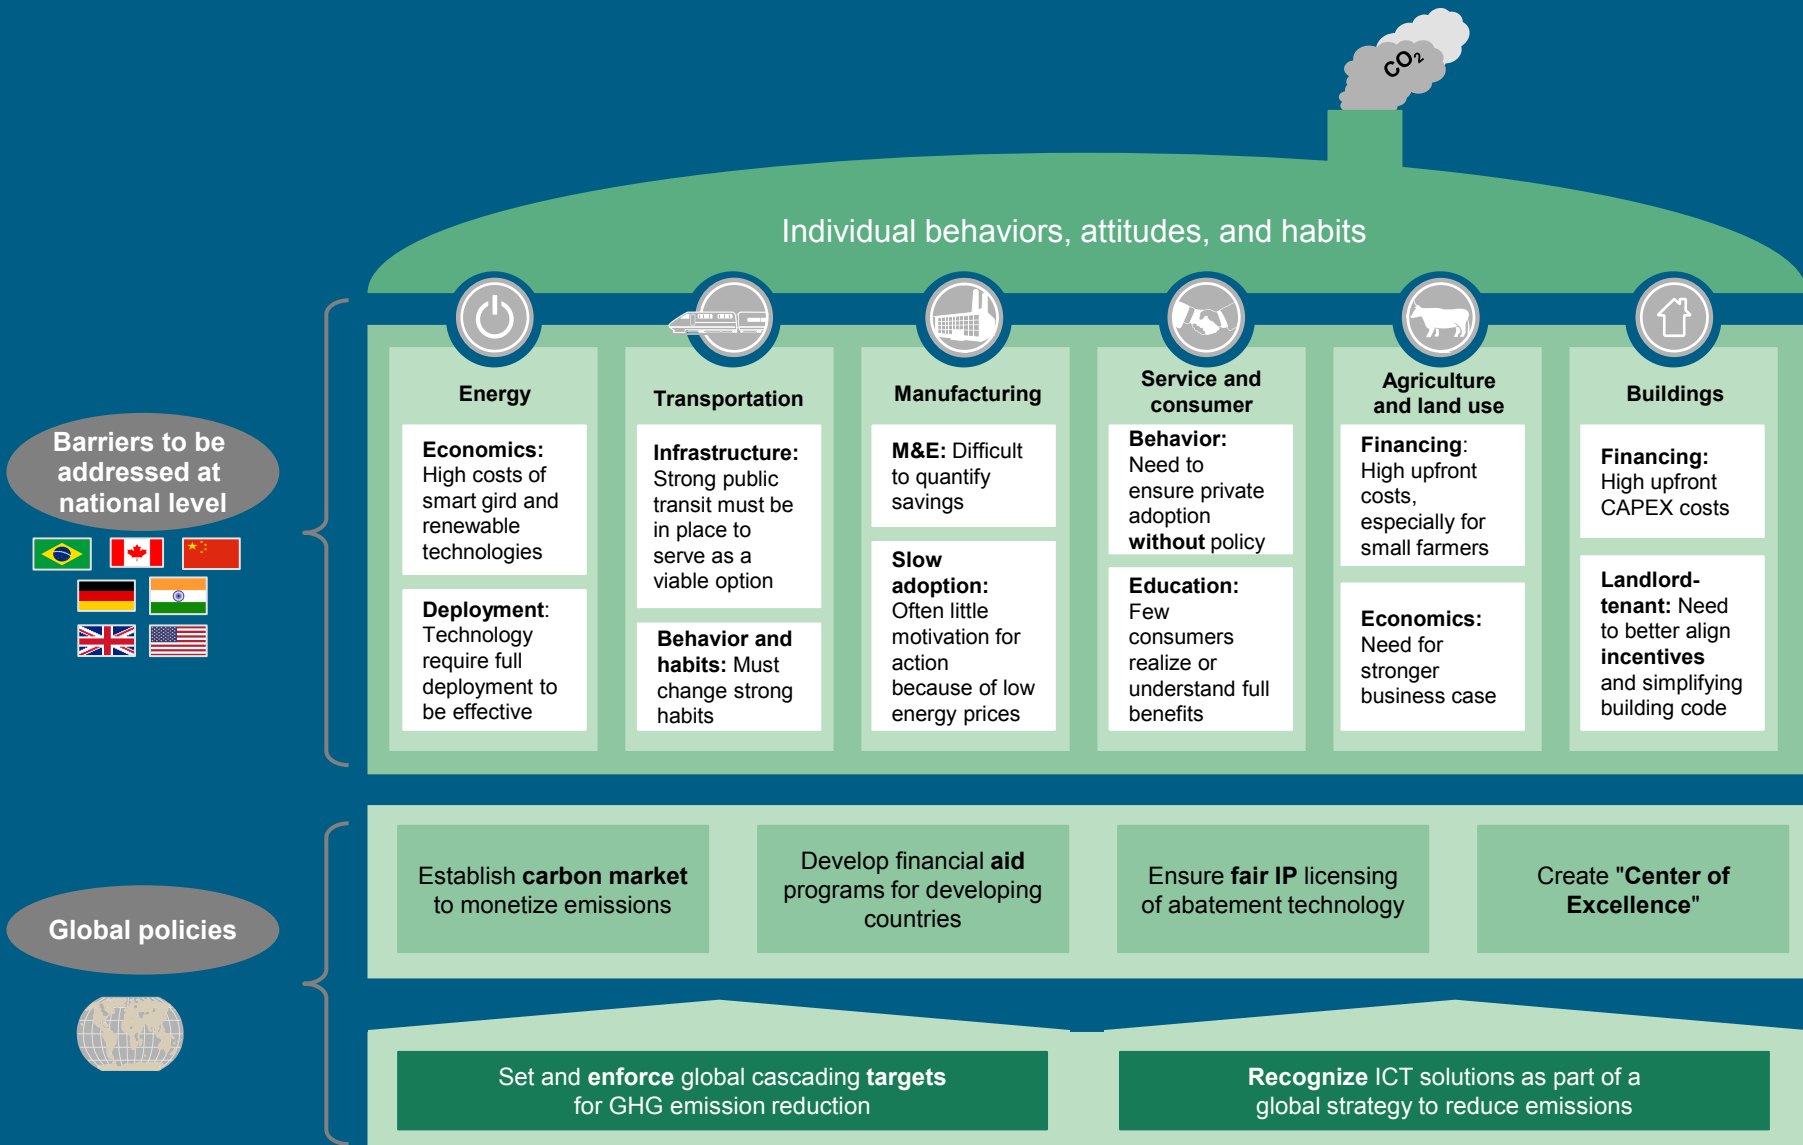 CO₂
Individual behaviors, attitudes, and habits
Barriers to be
addressed at
national level
Energy
Economics:
High costs of
smart gird and
renewable
technologies
Deployment:
Technology
require full
deployment to
be effective
Transportation
Infrastructure:
Strong public
transit must be
in place to
serve as a
viable option
Behavior and
habits: Must
change strong
habits
Manufacturing
M&E: Difficult
to quantify
savings
Slow
adoption:
Often little
motivation for
action
because of low
energy prices
Service and
consumer
Behavior:
Need to
ensure private
adoption
without policy
Education:
Few
consumers
realize or
understand full
benefits
Agriculture
and land use
Financing:
High upfront
costs,
especially for
small farmers
Economics:
Need for
stronger
business case
Buildings
Financing:
High upfront
CAPEX costs
Landlord-
tenant: Need
to better align
incentives
and simplifying
building code
Global policies
Establish carbon market
to monetize emissions
Develop financial aid
programs for developing
countries
Ensure fair IP licensing
of abatement technology
Create "Center of
Excellence"
Set and enforce global cascading targets
for GHG emission reduction
Recognize ICT solutions as part of a
global strategy to reduce emissions